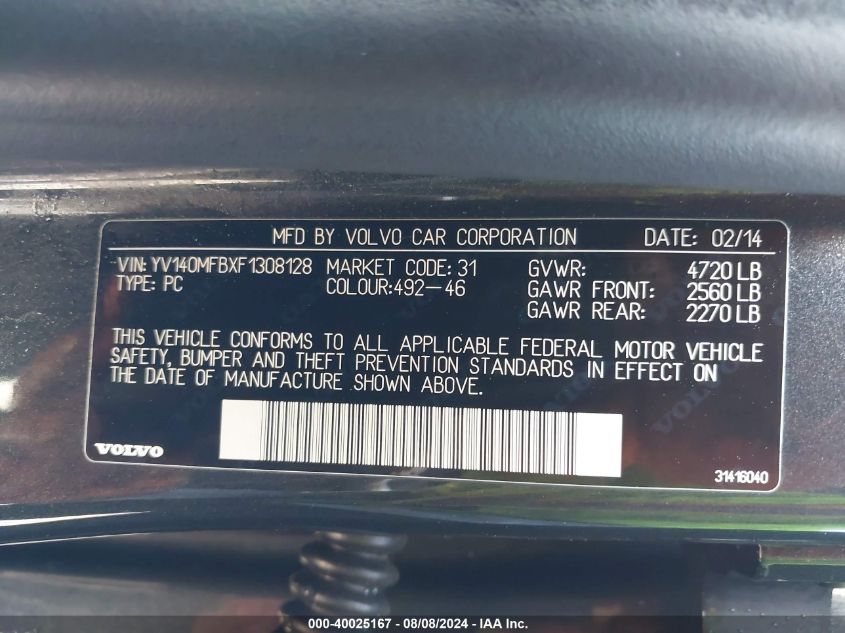 MFD BY VOLVO CAR CORPORATION DATE: 02/14
VIN: YV140MFBXF1308128 MARKET CODE: 31 GVWR: 4720 LB
TYPE: PC COLOUR:492-46 GAWR FRONT: 2560 LB
GAWR REAR: 2270 LB
THIS VEHICLE CONFORMS TO ALL APPLICABLE FEDERAL MOTOR VEHICLE
SAFETY, BUMPER AND THEFT PREVENTION STANDARDS IN EFFECT ON
THE DATE OF MANUFACTURE SHOWN ABOVE.
VOLVO
31416040
000-40025167 - 08/08/2024 - IAA Inc.